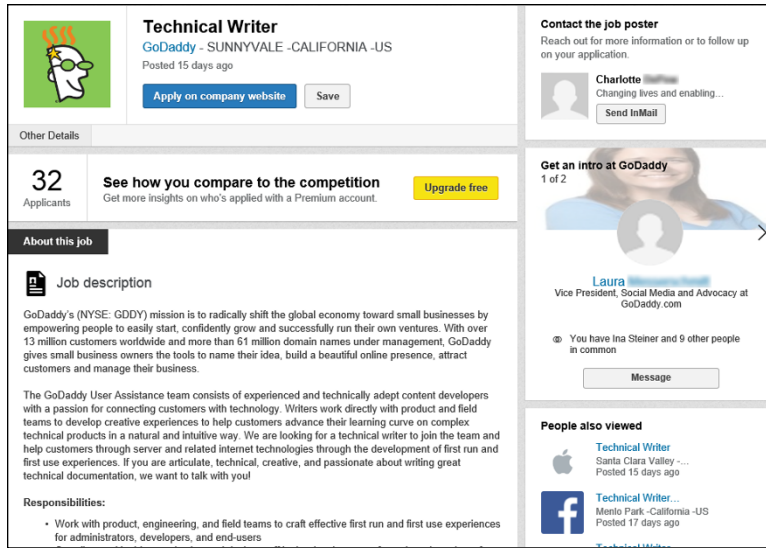 Technical Writer
GoDaddy - SUNNYVALE -CALIFORNIA -US
Posted 15 days ago
Apply on company website
Save
Other Details
32
Applicants
See how you compare to the competition
Get more insights on who's applied with a Premium account.
Upgrade free
About this job
Job description
GoDaddy's (NYSE: GDDY) mission is to radically shift the global economy toward small businesses by
empowering people to easily start, confidently grow and successfully run their own ventures. With over
13 million customers worldwide and more than 61 million domain names under management, GoDaddy
gives small business owners the tools to name their idea, build a beautiful online presence, attract
customers and manage their business.
The GoDaddy User Assistance team consists of experienced and technically adept content developers
with a passion for connecting customers with technology. Writers work directly with product and field
teams to develop creative experiences to help customers advance their learning curve on complex
technical products in a natural and intuitive way. We are looking for a technical writer to join the team and
help customers through server and related internet technologies through the development of first run and
first use experiences. If you are articulate, technical, creative, and passionate about writing great
technical documentation, we want to talk with you!
Responsibilities:
• Work with product, engineering, and field teams to craft effective first run and first use experiences
for administrators, developers, and end-users
Contact the job poster
Reach out for more information or to follow up
on your application.
Charlotte
Changing lives and enabling...
Send InMail
Get an intro at GoDaddy
1 of 2
Laura
Vice President, Social Media and Advocacy at
GoDaddy.com
You have Ina Steiner and 9 other people
in common
Message
People also viewed
Technical Writer
Santa Clara Valley -...
Posted 15 days ago
Technical Writer...
Menlo Park -California -US
Posted 17 days ago
Technical Writer